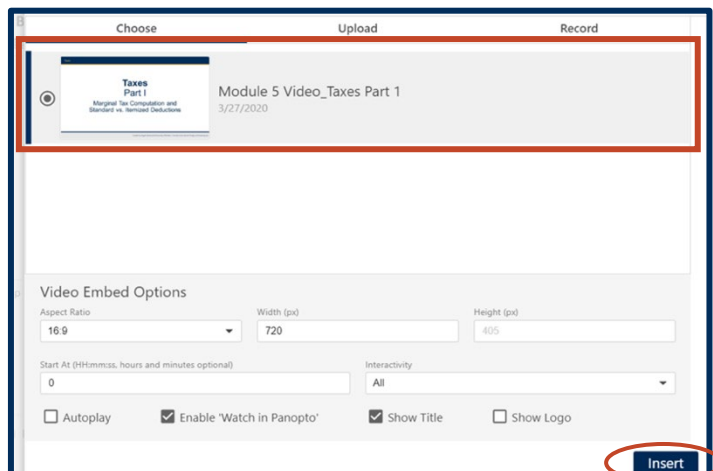 Choose
Upload
Record
Taxes
Part I
Marginal Tax Computation and
Standard vs. Itemized Deductions
Module 5 Video_Taxes Part 1
3/27/2020
Video Embed Options
Aspect Ratio
Width (px)
Height (px)
16:9
720
405
Start At (HH:mm:ss, hours and minutes optional)
Interactivity
0
All
Autoplay
Enable 'Watch in Panopto'
Show Title
Show Logo
Insert